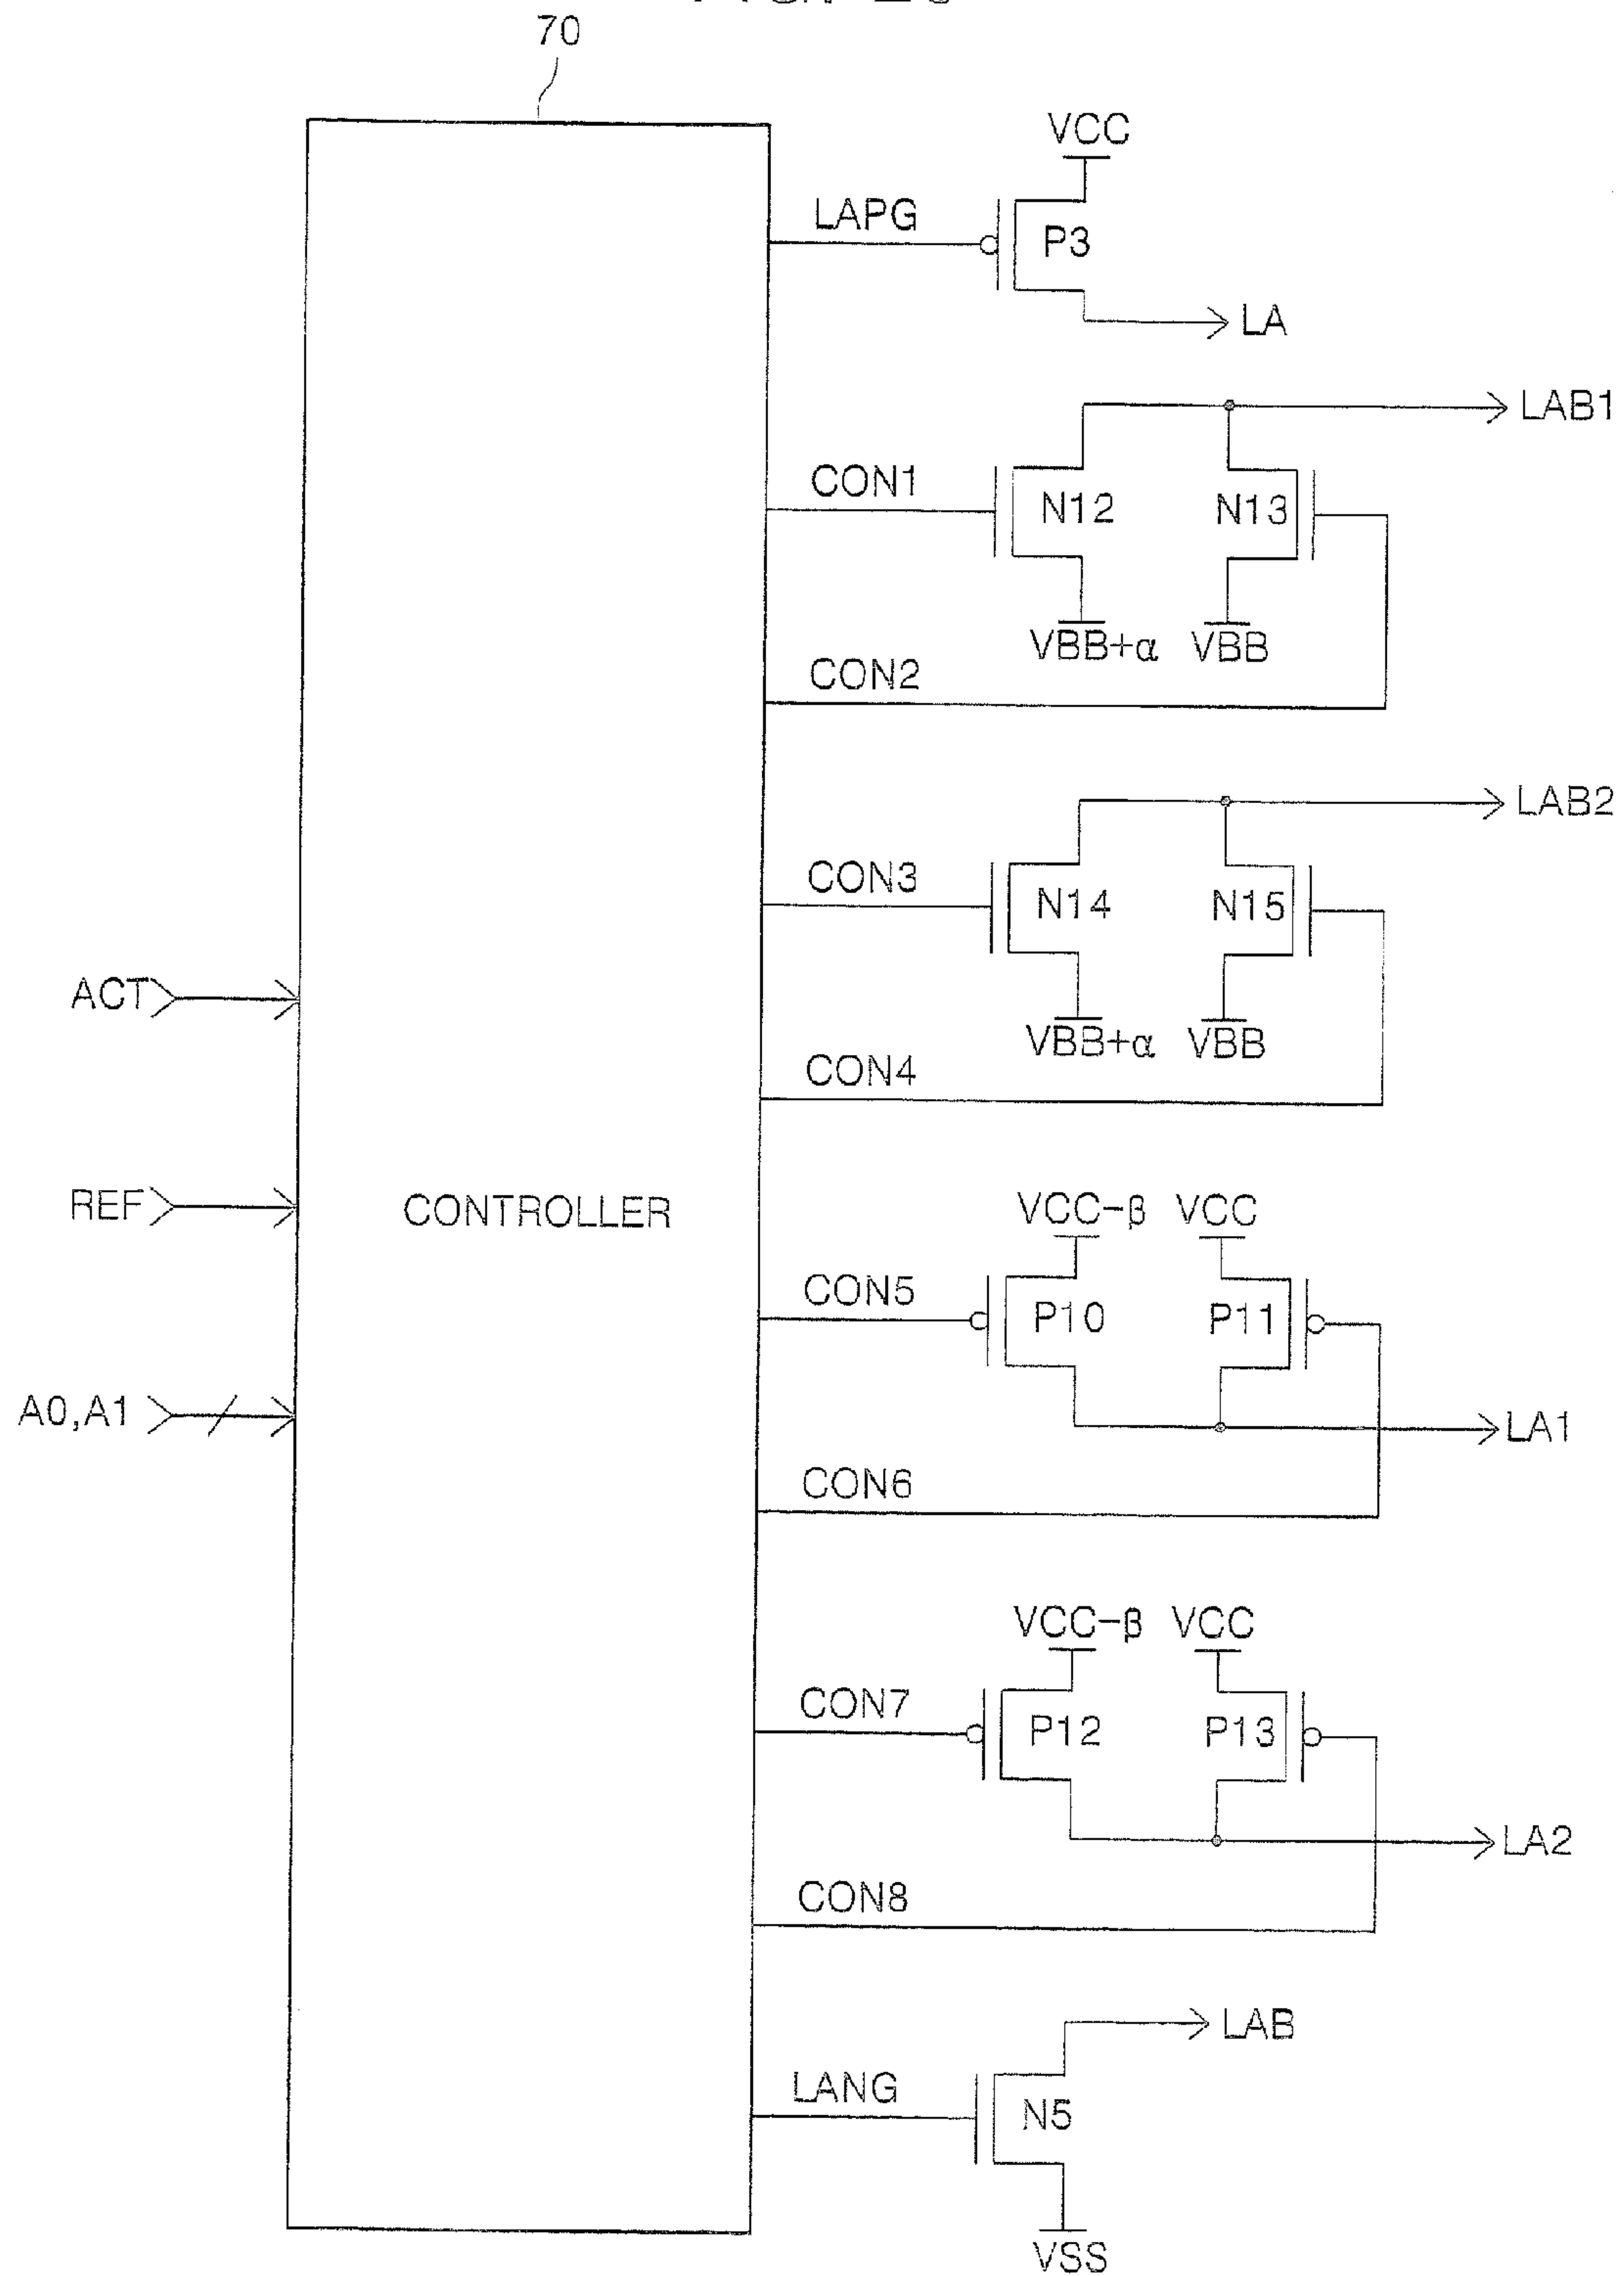 70
VCC
LAPG
P3
LA
LAB1
CON1
N12
N13
VBB+α
VBB
CON2
LAB2
CON3
N14
N15
ACT
VBB+α
VBB
CON4
REF
CONTROLLER
VCC-β
VCC
CON5
P10
P11
A0,A1
LA1
CON6
VCC-β
VCC
CON7
P12
P13
LA2
CON8
LAB
LANG
N5
VSS